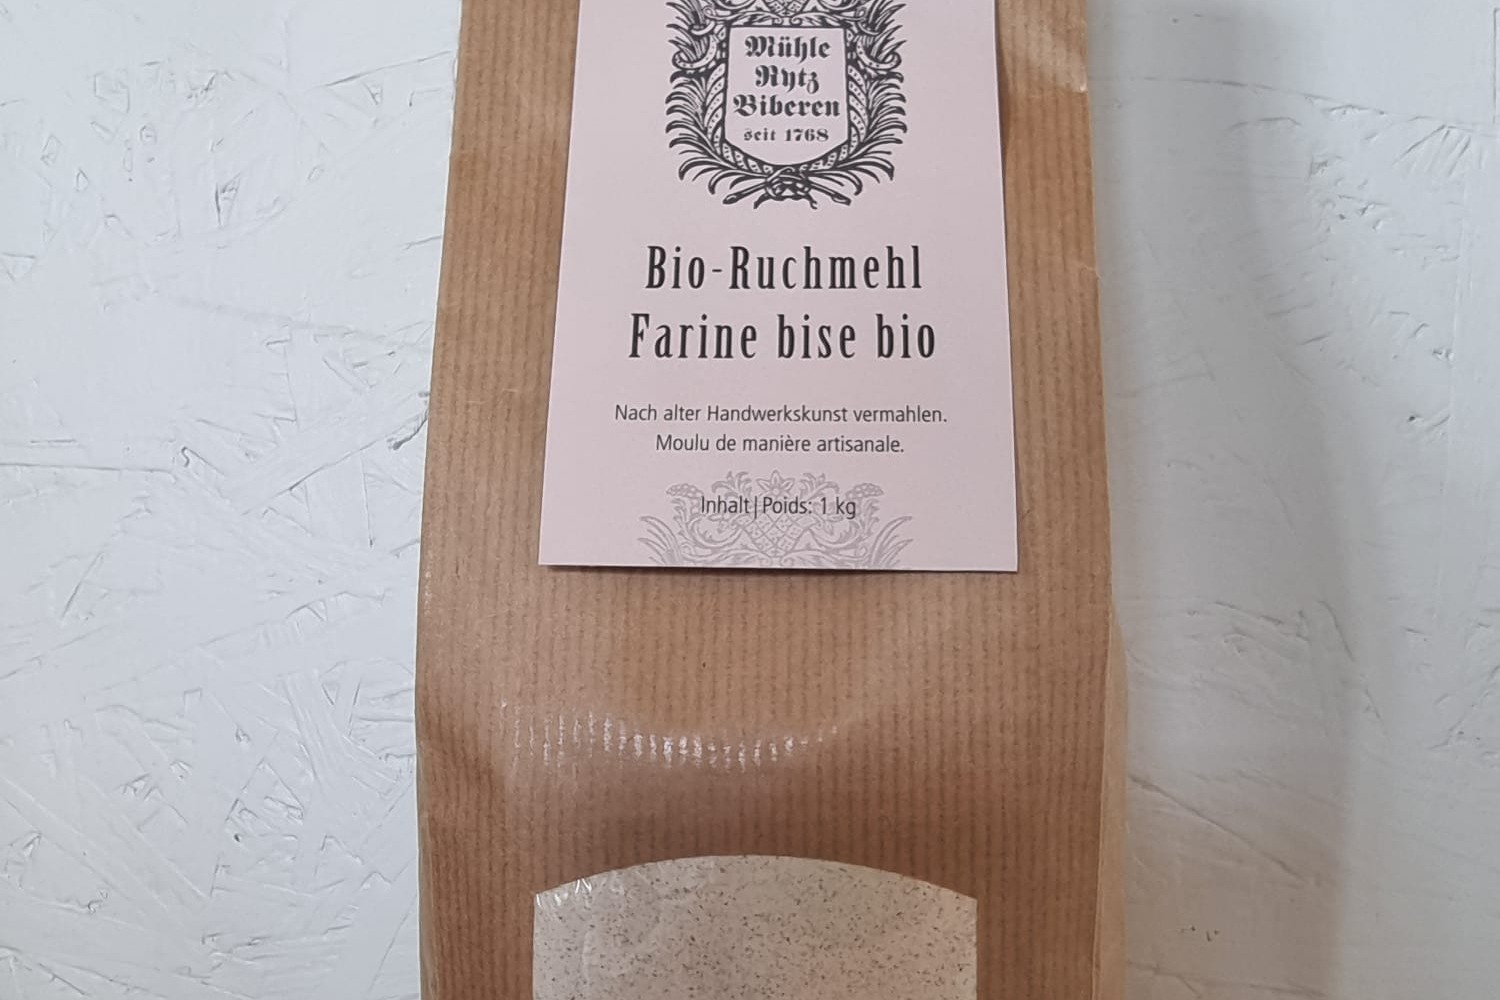 Mühle
Rytz
Biberen
seit 1768
Bio-Ruchmehl
Farine bise bio
Nach alter Handwerkskunst vermahlen.
Moulu de manière artisanale.
Inhalt|Poids: 1 kg